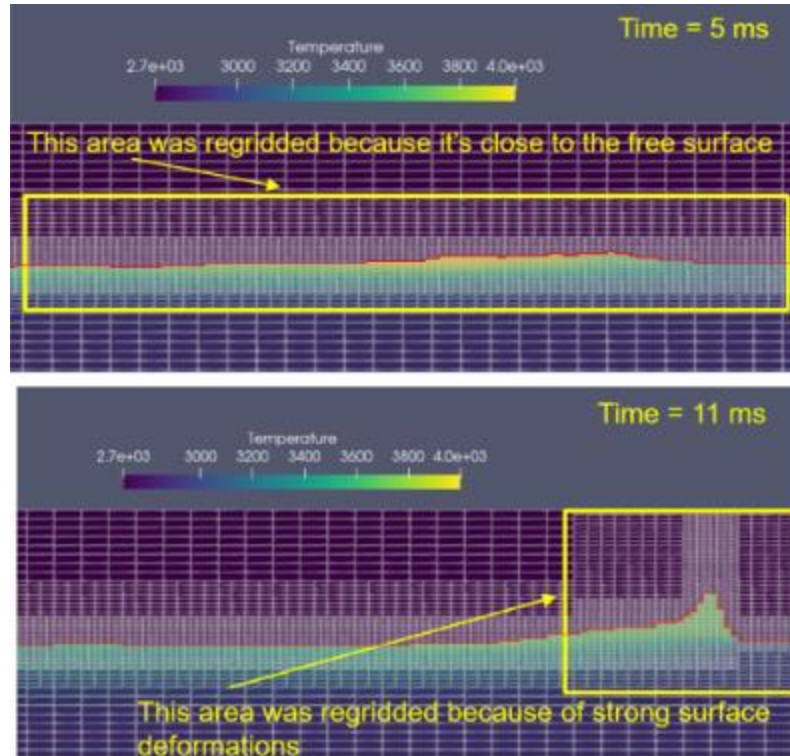 Time = 5 ms
Temperature
2.7e+03 3000 3200 3400 3600 3800 4.0e+03
This area was regridded because it's close to the free surface
Time = 11 ms
Temperature
2.7e+03 3000 3200 3400 3600 3800 4.0e+03
This area was regridded because of strong surface
deformations